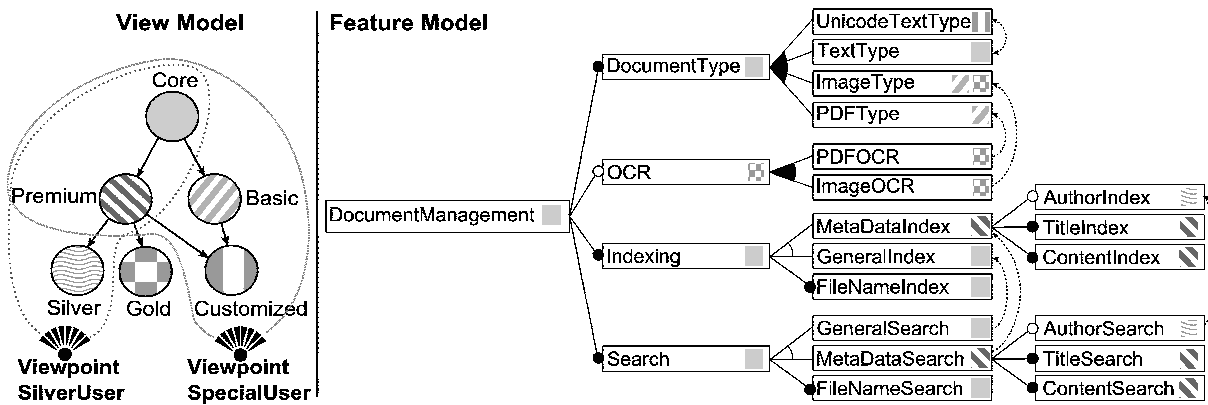 View Model
Core
Premium
Basic
Silver
Gold
Customized
Viewpoint
SilverUser
Viewpoint
SpecialUser
Feature Model
DocumentManagement
DocumentType
OCR
Indexing
Search
UnicodeTextType
TextType
ImageType
PDFType
PDFOCR
ImageOCR
MetaDataIndex
GeneralIndex
FileNameIndex
GeneralSearch
MetaDataSearch
FileNameSearch
AuthorIndex
TitleIndex
ContentIndex
AuthorSearch
TitleSearch
ContentSearch